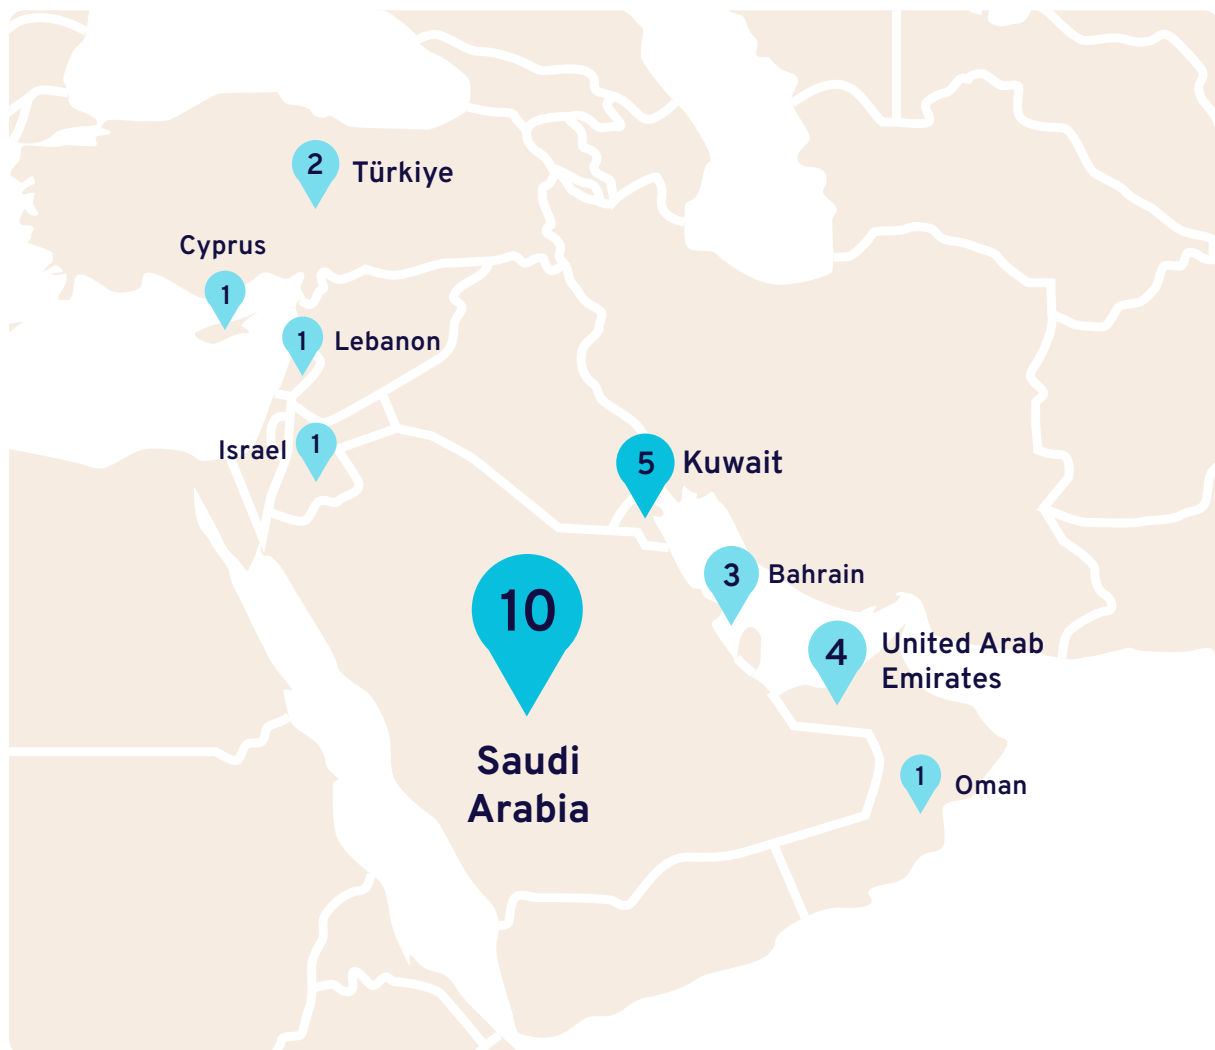 2
Türkiye
Cyprus
1
1
Lebanon
Israel
1
5
Kuwait
10
Saudi
Arabia
3
Bahrain
4
United Arab
Emirates
1
Oman